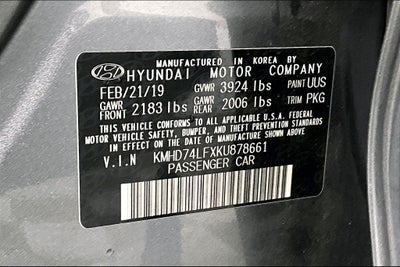 MANUFACTURED IN KOREA BY
HYUNDAI MOTOR COMPANY
FEB/21/19 GVWR 3924 lbs PAINT UUS
GAWR FRONT 2183 lbs GAWR REAR 2006 lbs TRIM PKG
THIS VEHICLE CONFORMS TO ALL APPLICABLE U.S.A FEDERAL
MOTOR VEHICLE SAFETY, BUMPER, AND THEFT PREVENTION
STANDARDS IN EFFECT ON THE DATE OF MANUFACTURE SHOWN
ABOVE
V.I.N KMHD74LFXKU878661
PASSENGER CAR